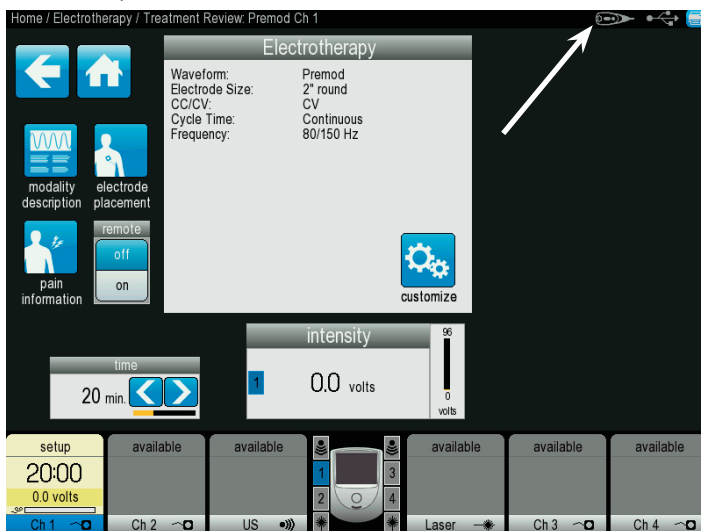 Home / Electrotherapy / Treatment Review: Premod Ch 1
Electrotherapy
Waveform: Premod
Electrode Size: 2" round
CC/CV: CV
Cycle Time: Continuous
Frequency: 80/150 Hz
modality description
electrode placement
remote
off
on
pain information
customize
time
20 min.
intensity
1 0.0 volts
96
0
volts
setup
20:00
0.0 volts
Ch 1
available
Ch 2
available
US
1
2
3
4
available
Laser
available
Ch 3
available
Ch 4